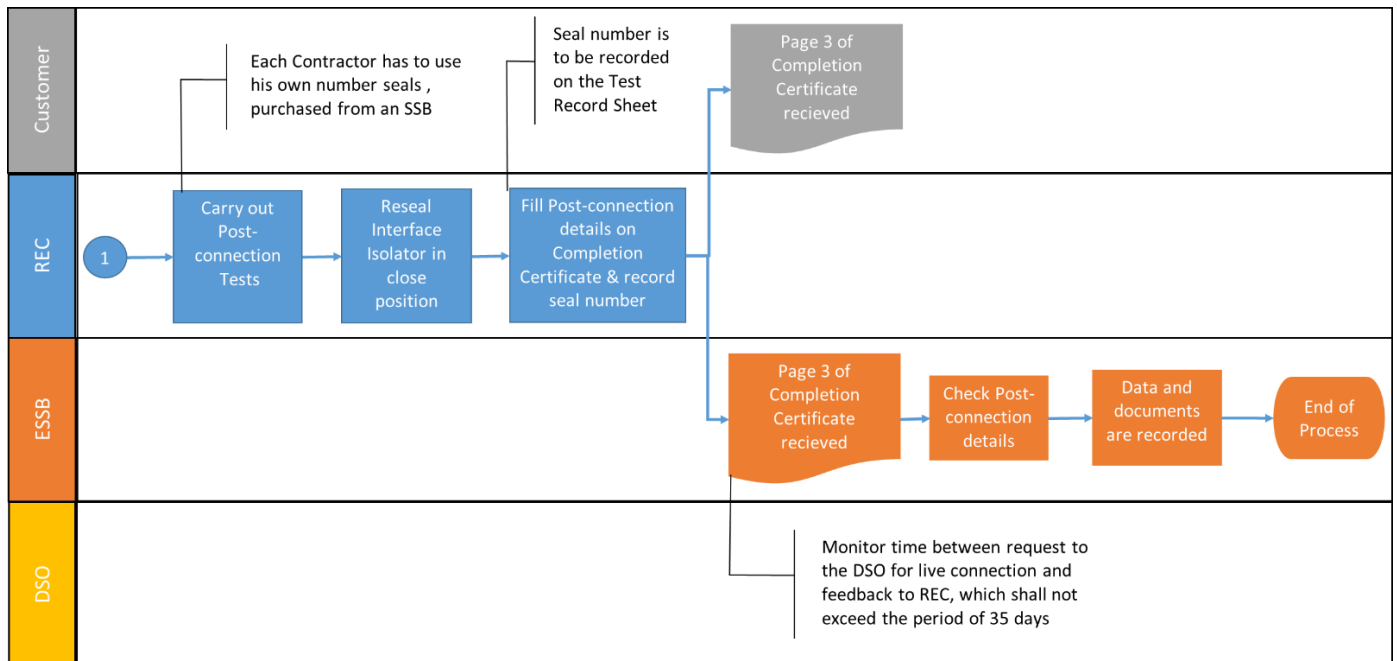 Customer
Each Contractor has to use
his own number seals ,
purchased from an SSB
Seal number is
to be recorded
on the Test
Record Sheet
Page 3 of
Completion
Certificate
recieved
REC
1
Carry out
Post-
connection
Tests
Reseal
Interface
Isolator in
close
position
Fill Post-connection
details on
Completion
Certificate & record
seal number
ESSB
Page 3 of
Completion
Certificate
recieved
Check Post-
connection
details
Data and
documents
are recorded
End of
Process
DSO
Monitor time between request to
the DSO for live connection and
feedback to REC, which shall not
exceed the period of 35 days